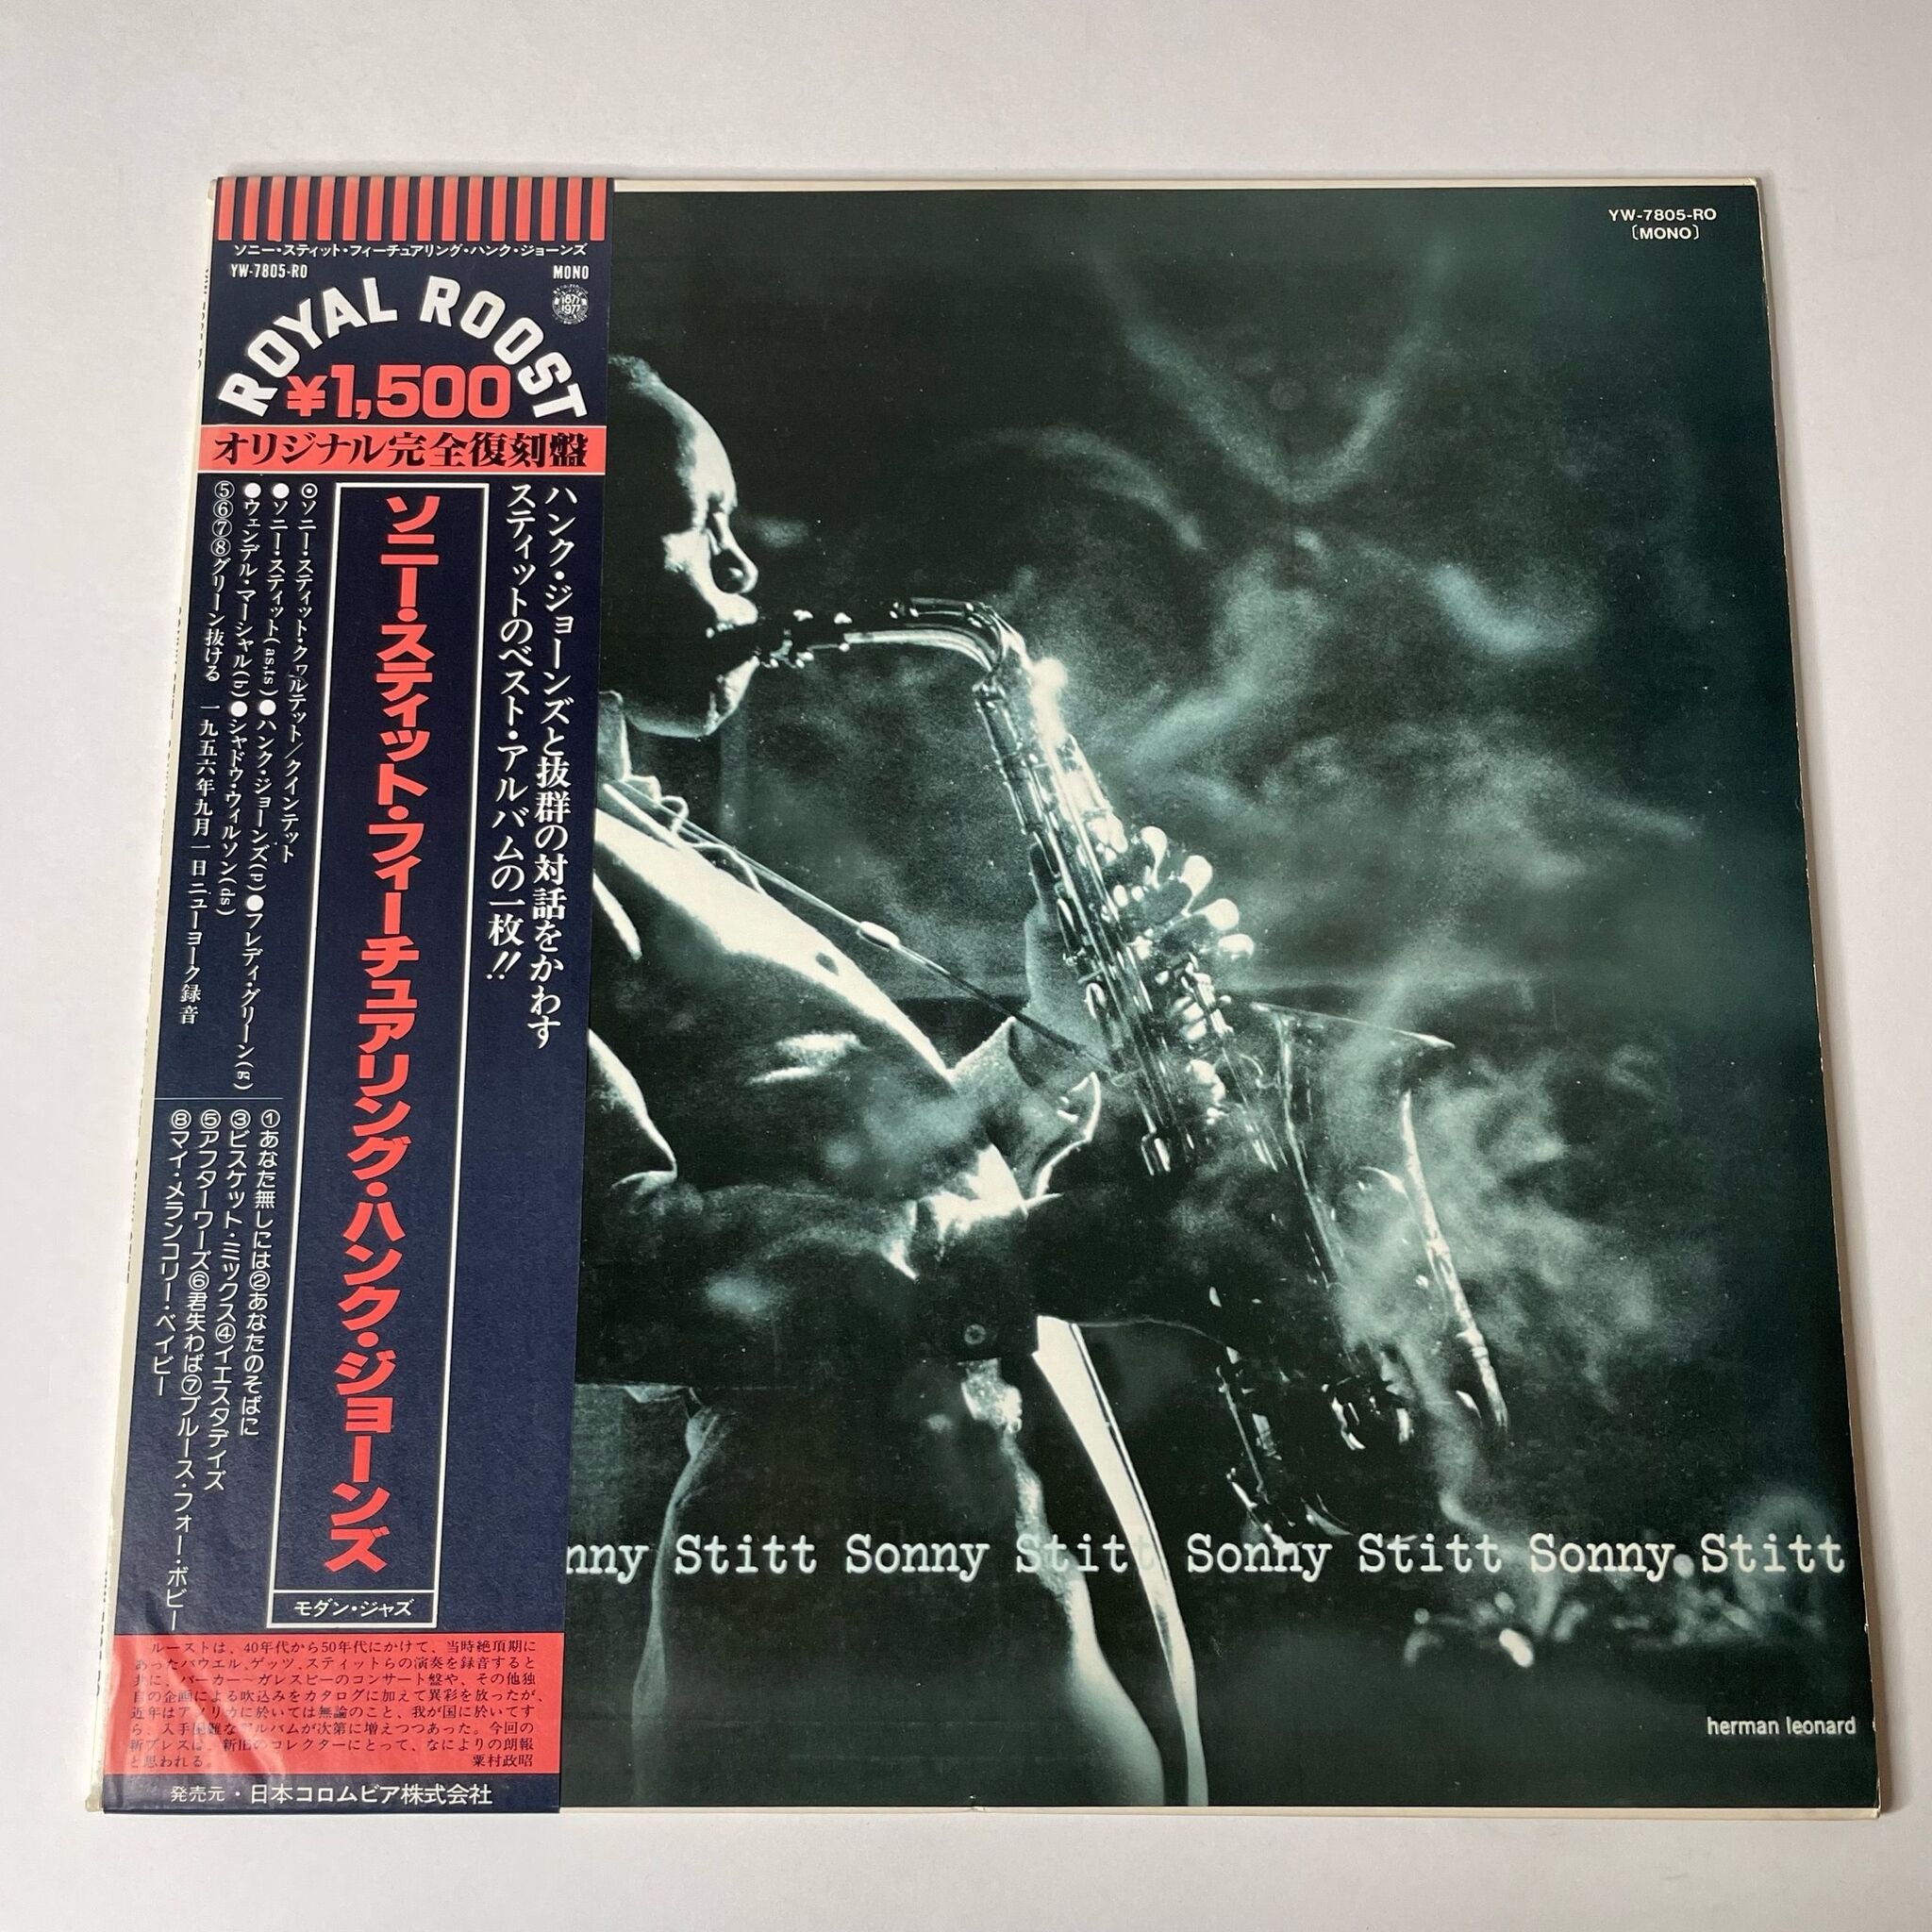 ソニー・スティット・フィーチュアリング・ハンク・ジョーンズ
YW-7805-RO MONO
1877 1977
ROYAL ROOST
¥1,500
オリジナル完全復刻盤
ハンク・ジョーンズと抜群の対話をかわす
スティットのベスト・アルバムの一枚!!
ソニー・スティット・フィーチュアリング・ハンク・ジョーンズ
モダン・ジャズ
⊙ソニー・スティット・クヮルテット/クインテット
●ソニー・スティット(as,ts)●ハンク・ジョーンズ(p)●フレディ・グリーン(g)
●ウェンデル・マーシャル(b)●シャドウ・ウィルソン(ds)
⑤⑥⑦⑧グリーン抜ける 一九五六年九月一日ニューヨーク録音
①あなた無しには②あなたのそばに
③ビスケット・ミックス④イエスタデイズ
⑤アフターワーズ⑥君失わば⑦ブルース・フォー・ボビー
⑧マイ・メランコリー・ベイビー
ルーストは、40年代から50年代にかけて、当時絶頂期に
あったパウエル、ゲッツ、スティットらの演奏を録音すると
共に、パーカー〜ガレスピーのコンサート盤や、その他独
自の企画による吹込みをカタログに加えて異彩を放ったが、
近年はアメリカに於いては無論のこと、我が国に於いてす
ら、入手困難なアルバムが次第に増えつつあった。今回の
新プレスは、新旧のコレクターにとって、なによりの朗報
と思われる。 粟村政昭
発売元・日本コロムビア株式会社
YW-7805-RO
〔MONO〕
nny Stitt Sonny Stitt Sonny Stitt Sonny Stitt
herman leonard